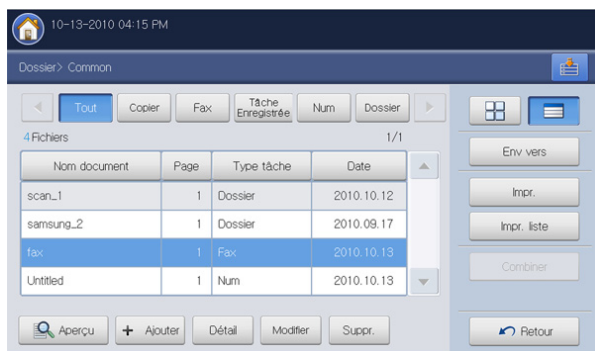 10-13-2010 04:15 PM
Dossier> Common
Tout Copier Fax Tâche Enregistrée Num Dossier
4 Fichiers 1/1
Nom document Page Type tâche Date
scan_1 1 Dossier 2010.10.12
samsung_2 1 Dossier 2010.09.17
fax 1 Fax 2010.10.13
Untitled 1 Num 2010.10.13
Aperçu + Ajouter Détail Modifier Suppr.
Env vers
Impr.
Impr. liste
Combiner
Retour